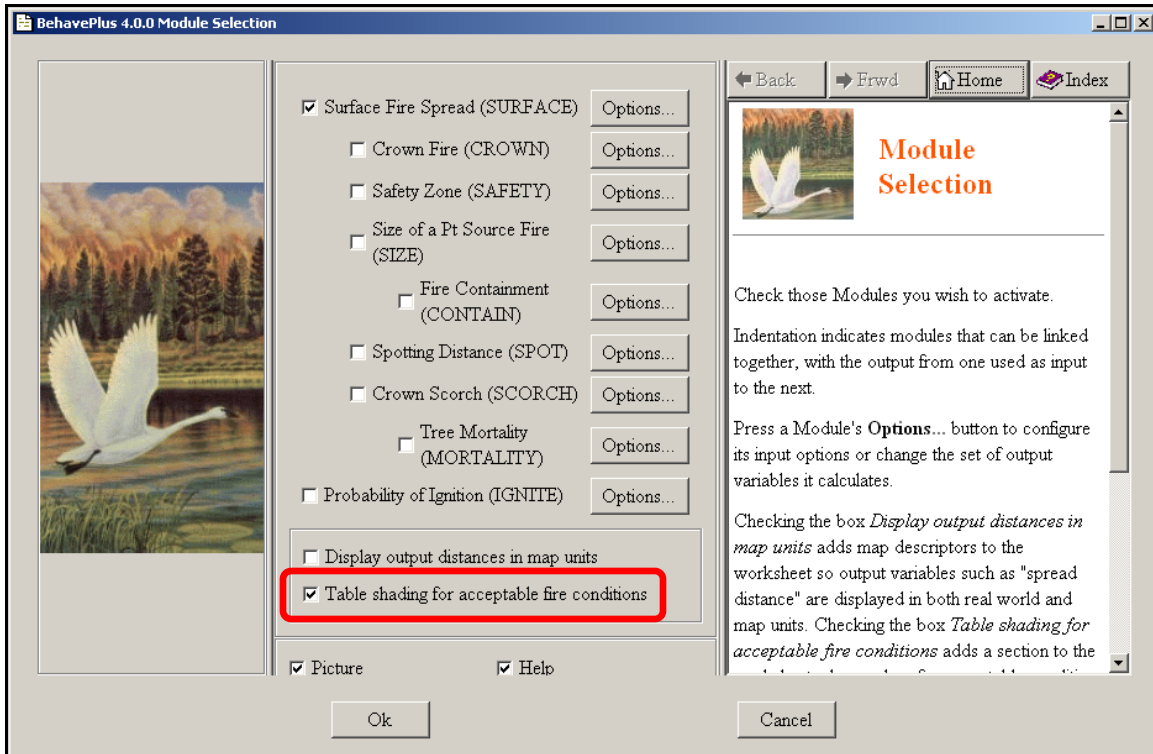 BehavePlus 4.0.0 Module Selection
Surface Fire Spread (SURFACE) Options...
Crown Fire (CROWN) Options...
Safety Zone (SAFETY) Options...
Size of a Pt Source Fire
(SIZE) Options...
Fire Containment
(CONTAIN) Options...
Spotting Distance (SPOT) Options...
Crown Scorch (SCORCH) Options...
Tree Mortality
(MORTALITY) Options...
Probability of Ignition (IGNITE) Options...
Display output distances in map units
Table shading for acceptable fire conditions
Picture Help
Back Frwd Home Index
Module
Selection
Check those Modules you wish to activate.
Indentation indicates modules that can be linked
together, with the output from one used as input
to the next.
Press a Module's Options... button to configure
its input options or change the set of output
variables it calculates.
Checking the box Display output distances in
map units adds map descriptors to the
worksheet so output variables such as "spread
distance" are displayed in both real world and
map units. Checking the box Table shading for
acceptable fire conditions adds a section to the
Ok Cancel